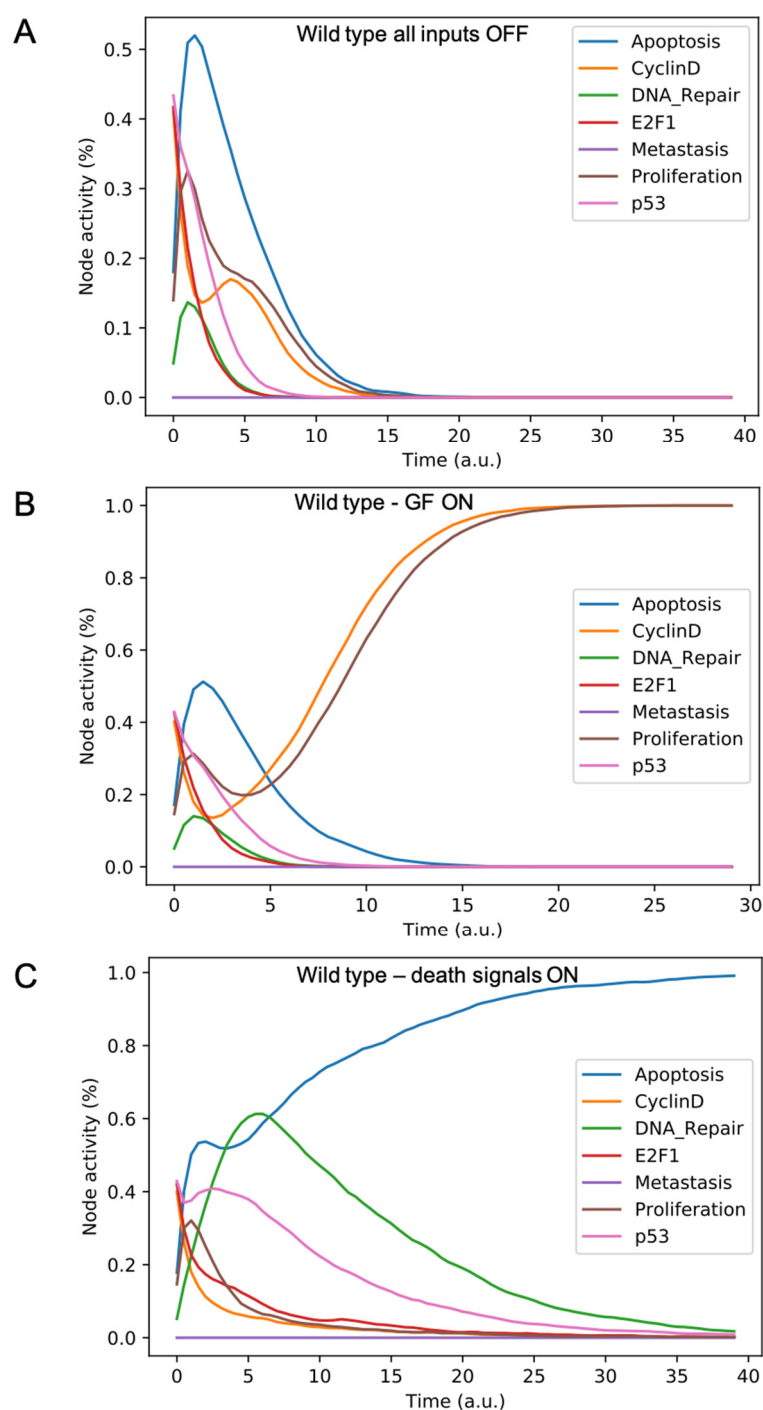 A
Wild type all inputs OFF
0.5
0.4
0.3
0.2
0.1
0.0
Node activity (%)
Apoptosis
CyclinD
DNA_Repair
E2F1
Metastasis
Proliferation
p53
0 5 10 15 20 25 30 35 40
Time (a.u.)
B
Wild type - GF ON
1.0
0.8
0.6
0.4
0.2
0.0
Node activity (%)
Apoptosis
CyclinD
DNA_Repair
E2F1
Metastasis
Proliferation
p53
0 5 10 15 20 25 30
Time (a.u.)
C
Wild type – death signals ON
1.0
0.8
0.6
0.4
0.2
0.0
Node activity (%)
Apoptosis
CyclinD
DNA_Repair
E2F1
Metastasis
Proliferation
p53
0 5 10 15 20 25 30 35 40
Time (a.u.)